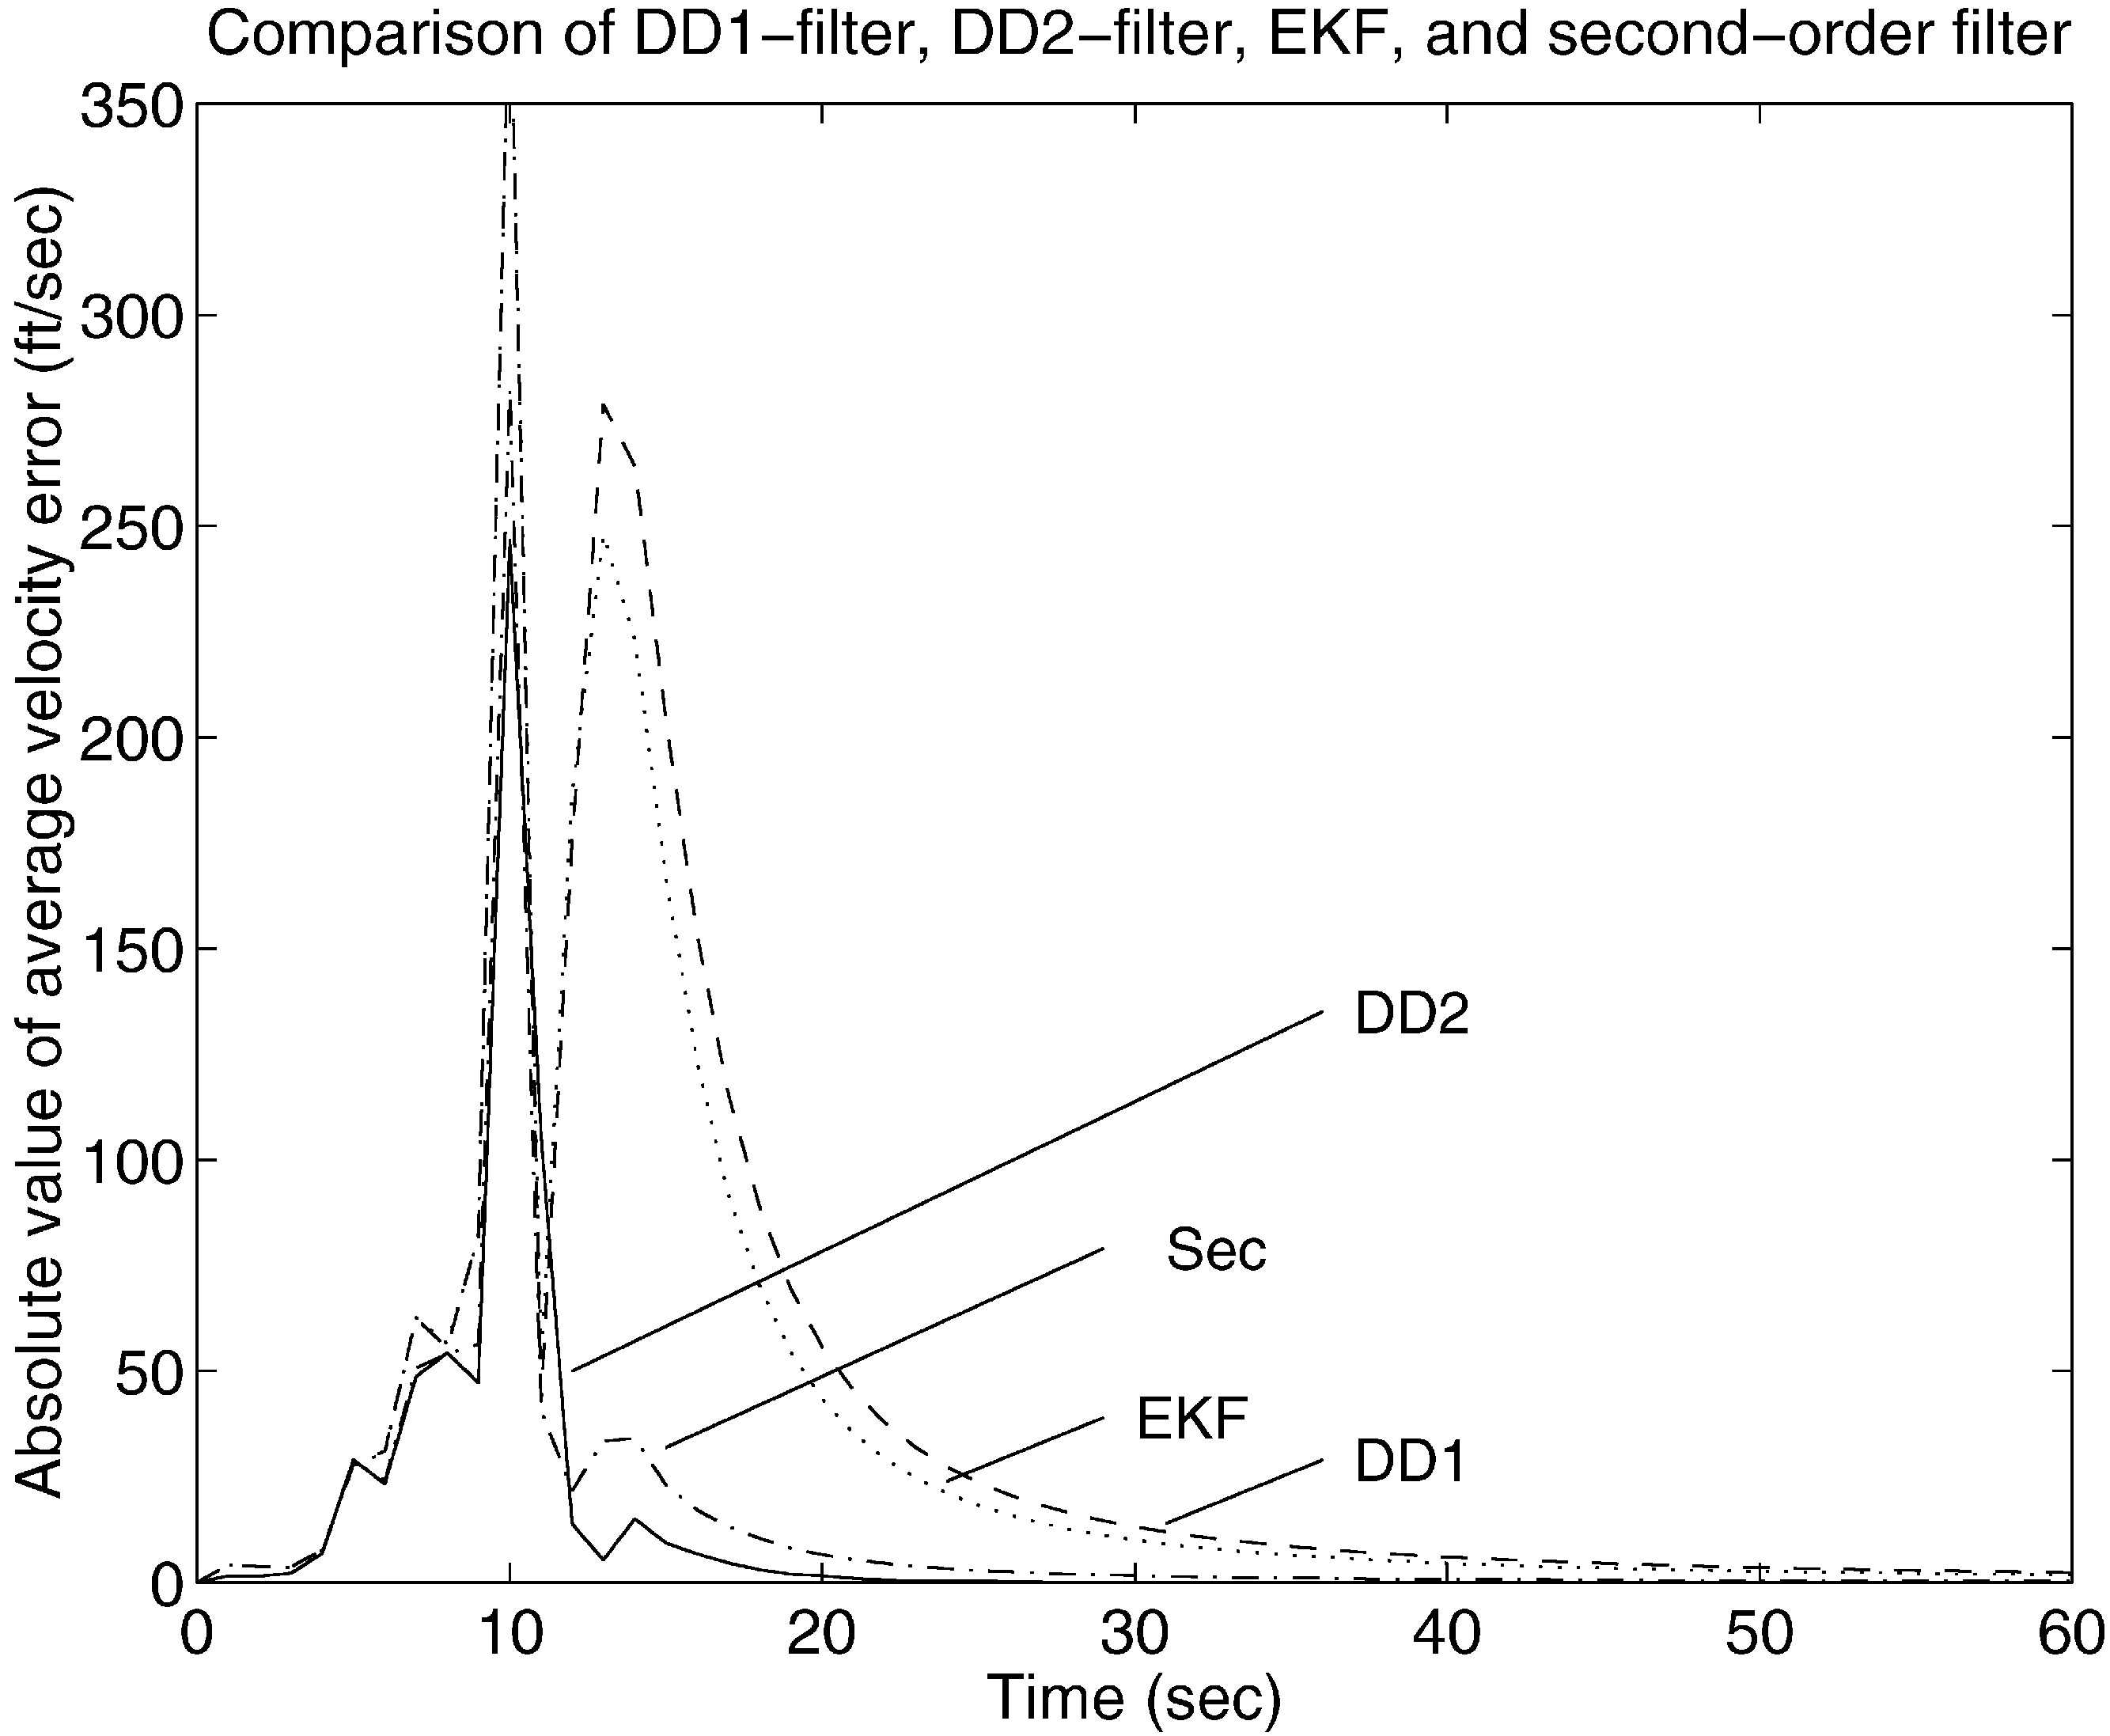 Comparison of DD1−filter, DD2−filter, EKF, and second−order filter
350
300
250
200
150
100
50
0
Absolute value of average velocity error (ft/sec)
DD2
Sec
EKF
DD1
0 10 20 30 40 50 60
Time (sec)